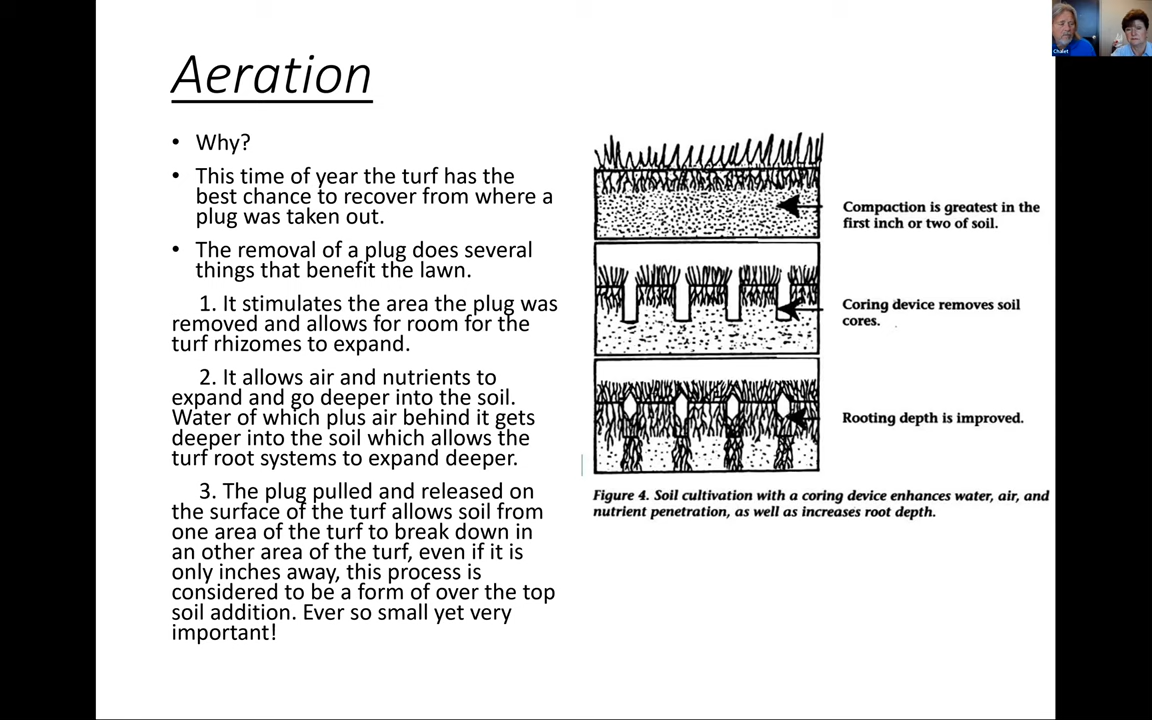 Aeration
• Why?
• This time of year the turf has the
best chance to recover from where a
plug was taken out.
• The removal of a plug does several
things that benefit the lawn.
1. It stimulates the area the plug was
removed and allows for room for the
turf rhizomes to expand.
2. It allows air and nutrients to
expand and go deeper into the soil.
Water of which plus air behind it gets
deeper into the soil which allows the
turf root systems to expand deeper.
3. The plug pulled and released on
the surface of the turf allows soil from
one area of the turf to break down in
an other area of the turf, even if it is
only inches away, this process is
considered to be a form of over the top
soil addition. Ever so small yet very
important!
Compaction is greatest in the
first inch or two of soil.
Coring device removes soil
cores.
Rooting depth is improved.
Figure 4. Soil cultivation with a coring device enhances water, air, and
nutrient penetration, as well as increases root depth.
Chalet